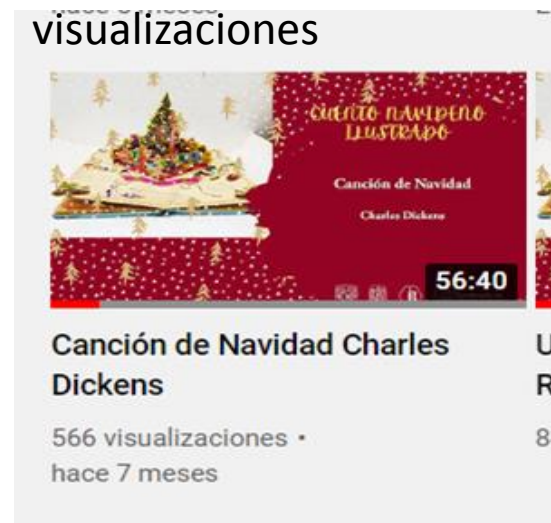 visualizaciones
CUENTO NAVIDEÑO
ILUSTRADO
Canción de Navidad
Charles Dickens
56:40
Canción de Navidad Charles
Dickens
566 visualizaciones •
hace 7 meses
U
R
8